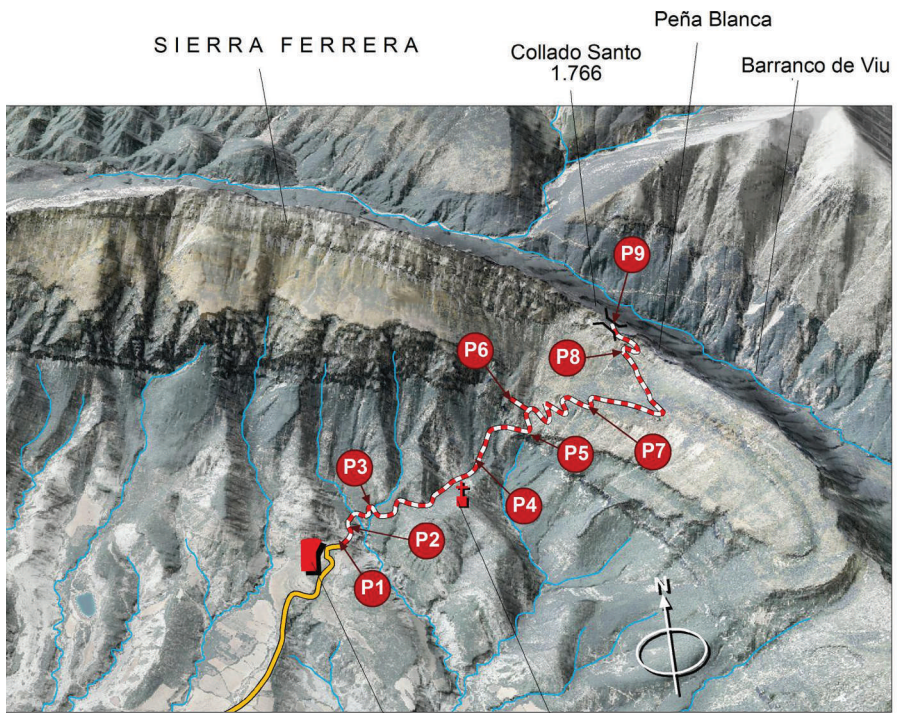 Peña Blanca
SIERRA FERRERA
Collado Santo
1.766
Barranco de Viu
P9
P8
P6
P7
P5
P3
P4
P2
P1
N